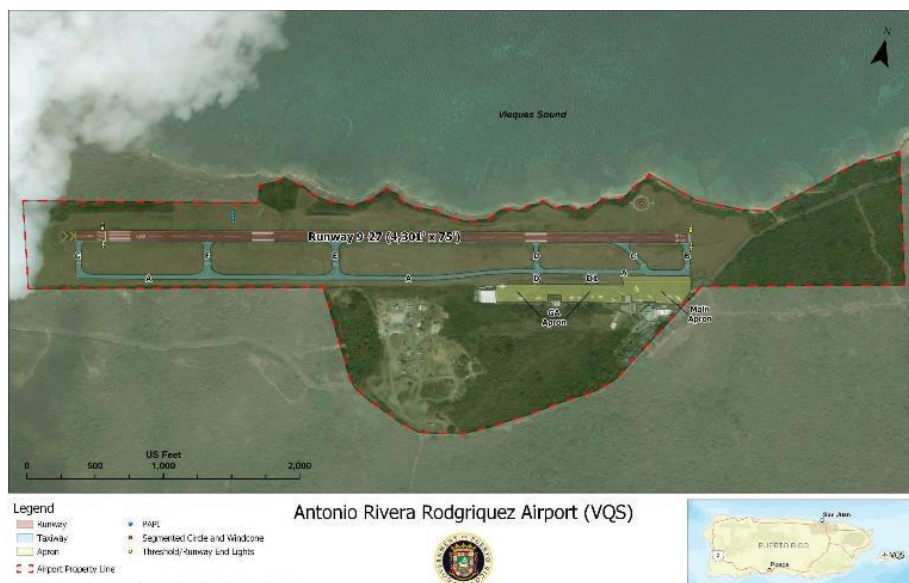 N
Vieques Sound
Runway 9-27 (4,301' x 75')
G
F
E
D
C
B
A
A
A
D
D1
GA
Apron
Main
Apron
US Feet
0 500 1,000 2,000
Legend
Runway
Taxiway
Apron
Airport Property Line
PAPI
Segmented Circle and Windcone
Threshold/Runway End Lights
Antonio Rivera Rodgriquez Airport (VQS)
San Juan
PUERTO RICO
2
Ponce
VQS